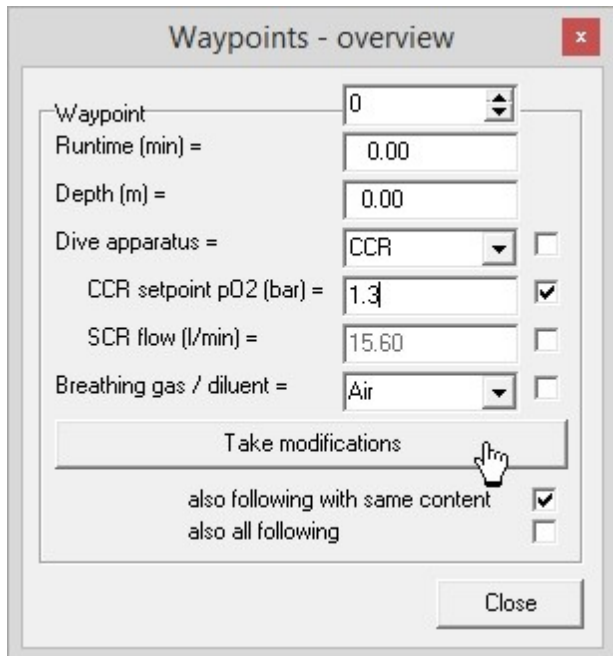 Waypoints - overview
x
Waypoint 0
Runtime (min) = 0.00
Depth (m) = 0.00
Dive apparatus = CCR
CCR setpoint pO2 (bar) = 1.3
SCR flow (l/min) = 15.60
Breathing gas / diluent = Air
Take modifications
also following with same content
also all following
Close